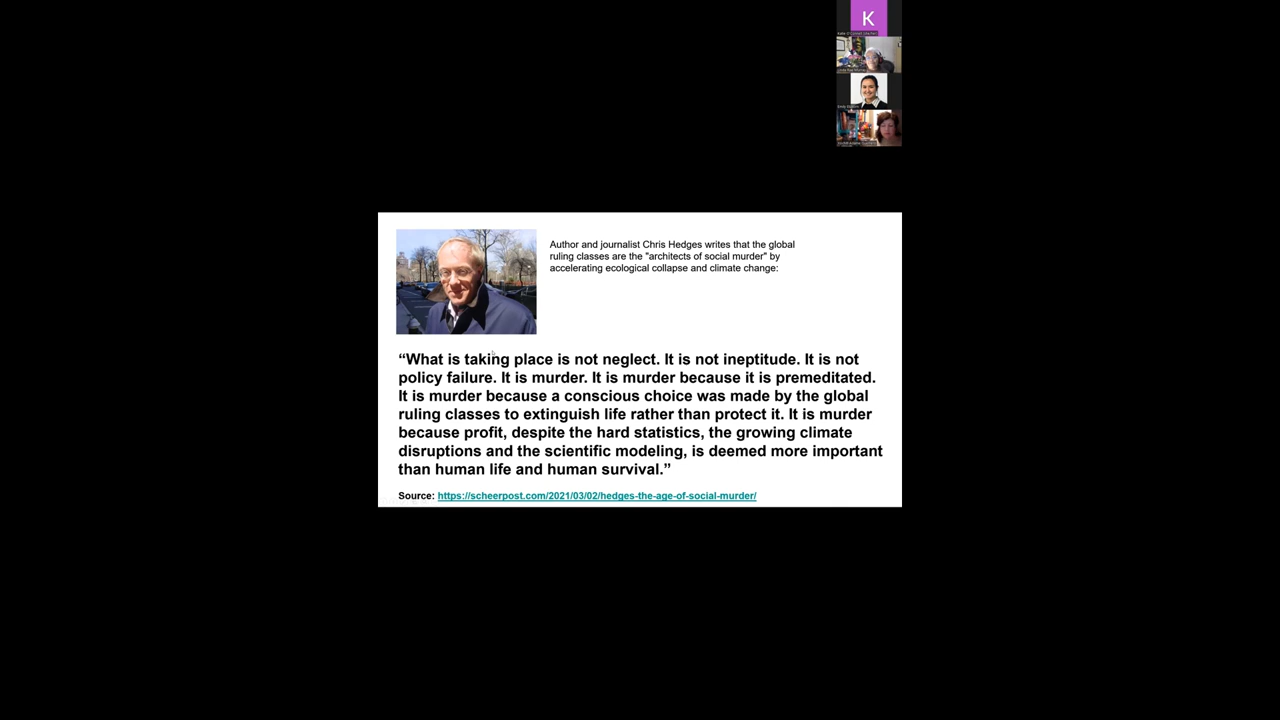 K
Author and journalist Chris Hedges writes that the global
ruling classes are the "architects of social murder" by
accelerating ecological collapse and climate change:
“What is taking place is not neglect. It is not ineptitude. It is not
policy failure. It is murder. It is murder because it is premeditated.
It is murder because a conscious choice was made by the global
ruling classes to extinguish life rather than protect it. It is murder
because profit, despite the hard statistics, the growing climate
disruptions and the scientific modeling, is deemed more important
than human life and human survival.”
Source: https://scheerpost.com/2021/03/02/hedges-the-age-of-social-murder/